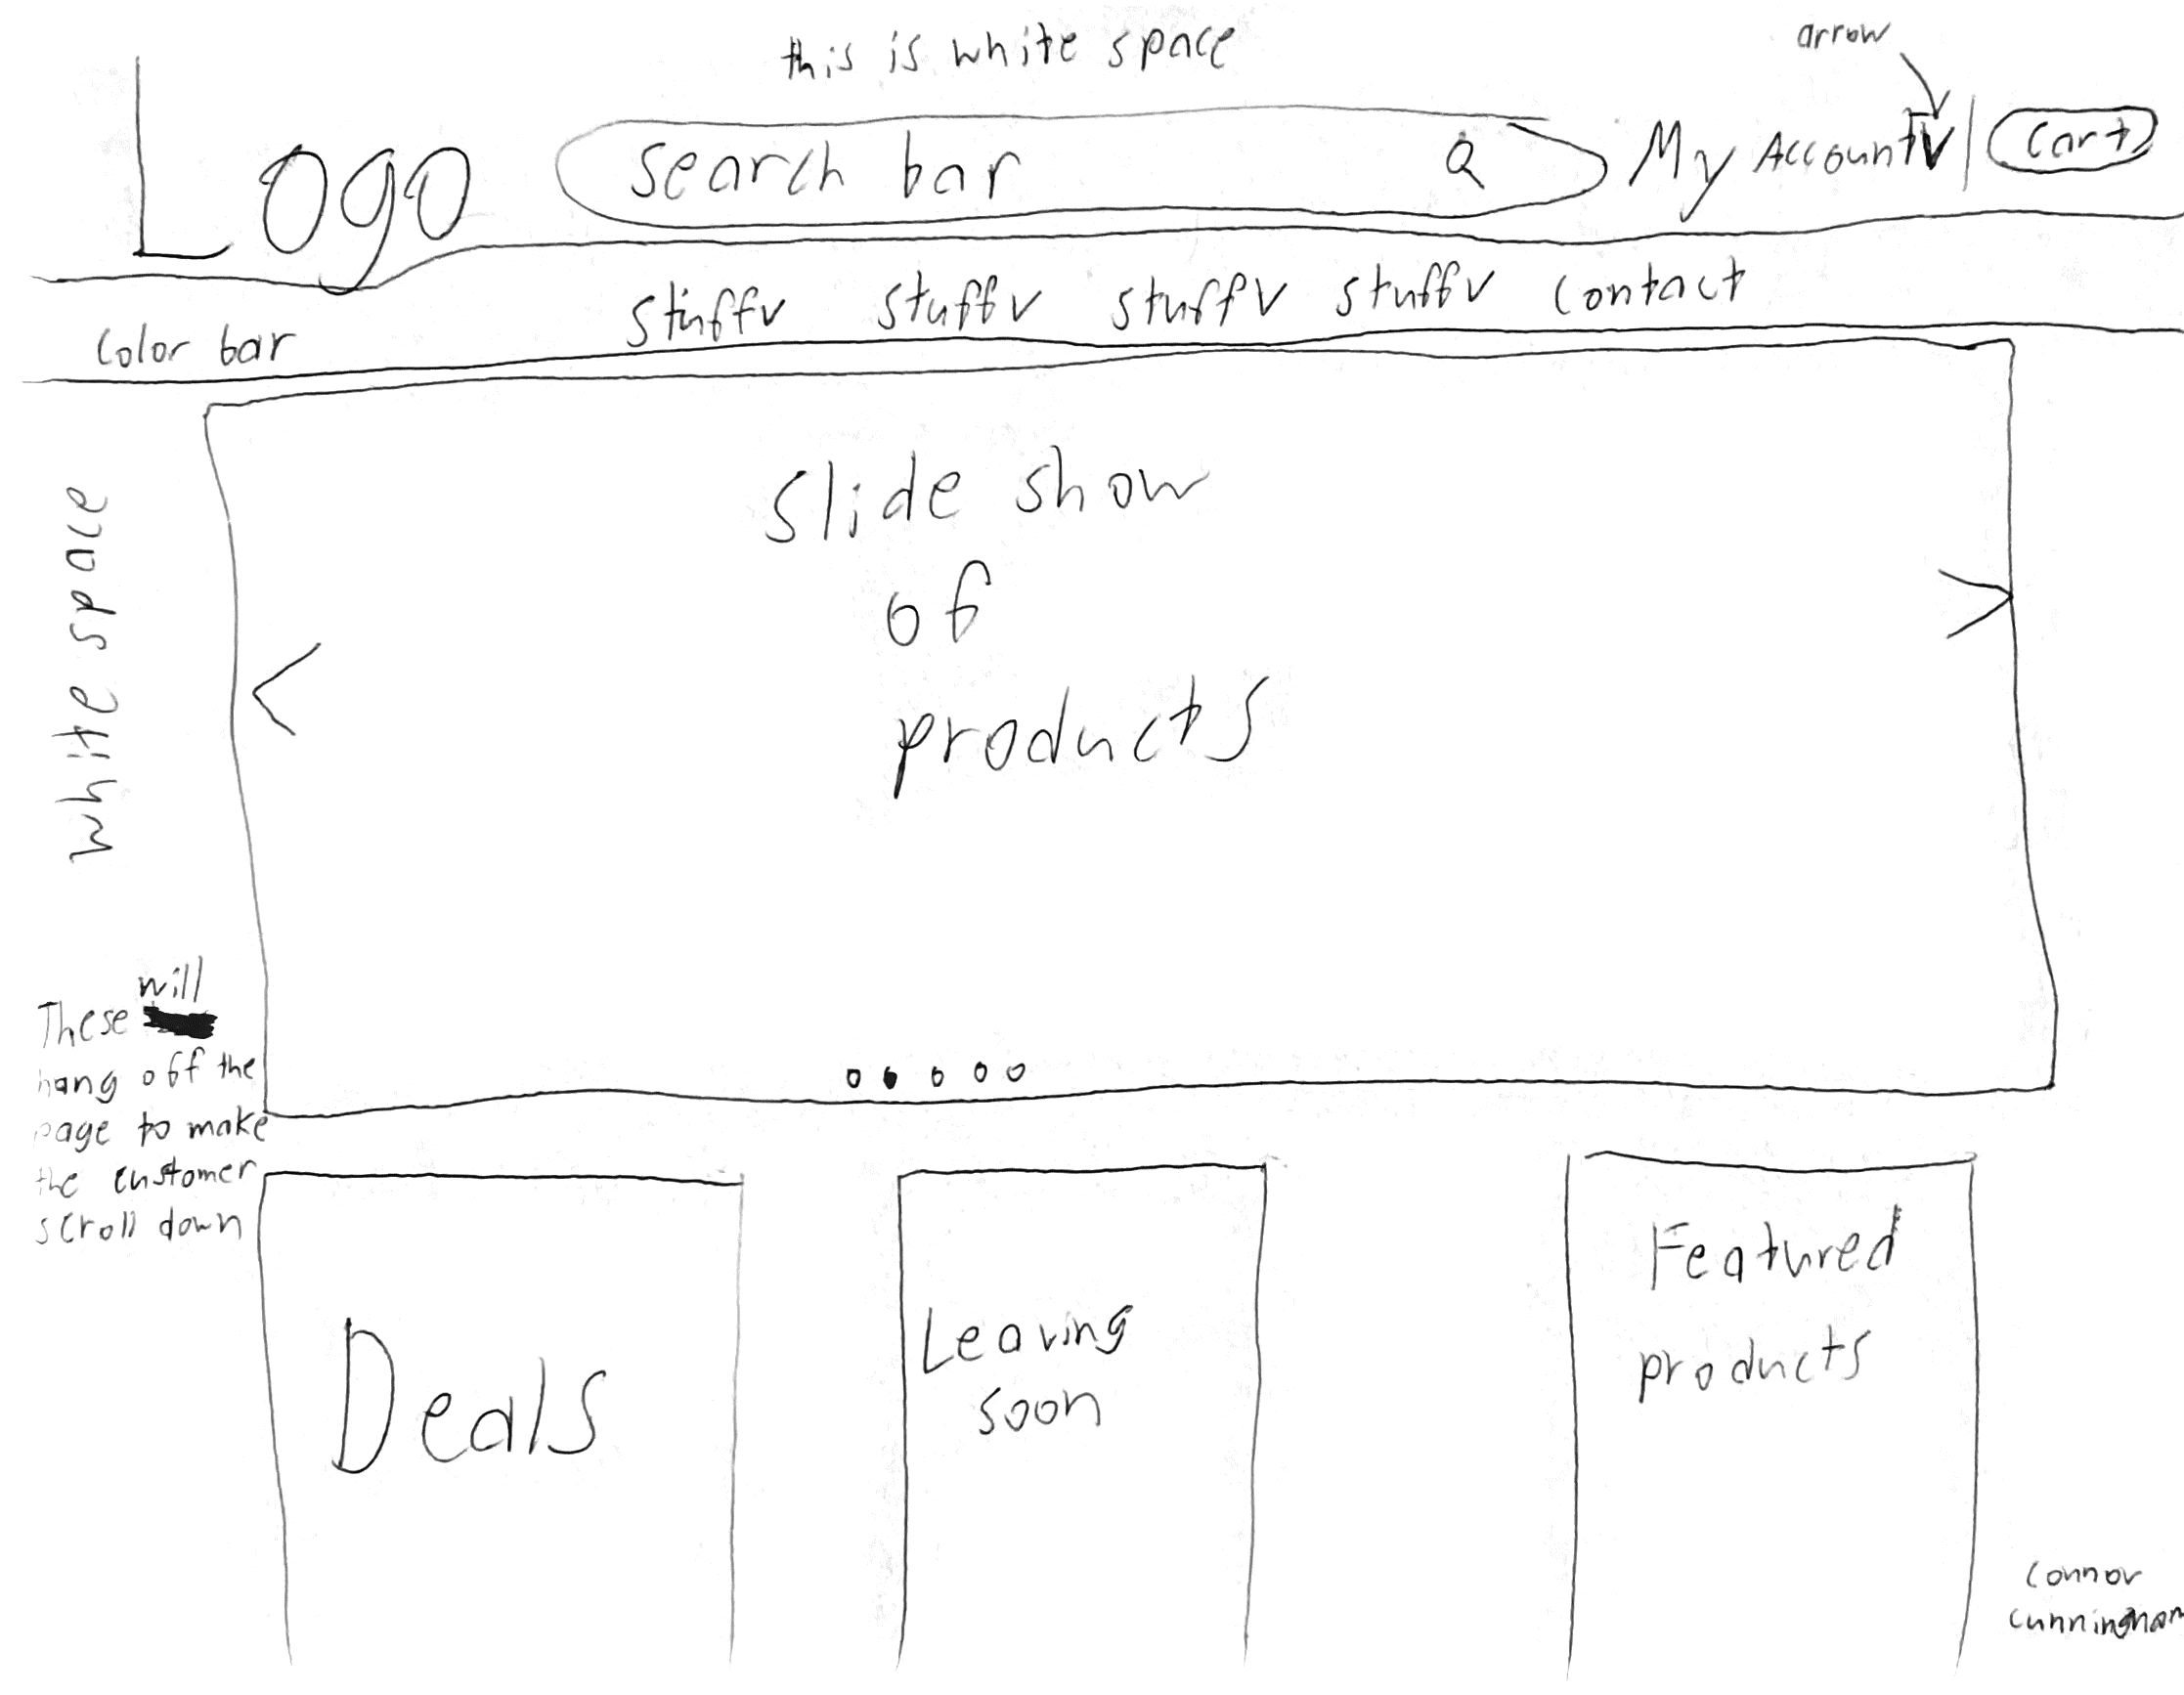 this is white space
arrow
Logo
search bar
My Account
Cart
stuff v stuff v stuff v stuff v contact
Color bar
Slide show
of
products
white space
will
These
hang off the
page to make
the customer
scroll down
Deals
Leaving
soon
Featured
products
Connor
Cunningham